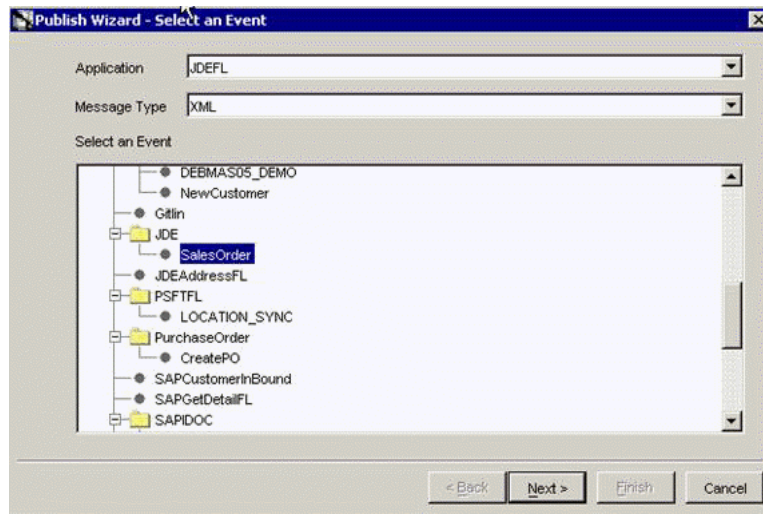 Publish Wizard - Select an Event
Application JDEFL
Message Type XML
Select an Event
DEBMAS05_DEMO
NewCustomer
Gitlin
JDE
SalesOrder
JDEAddressFL
PSFTFL
LOCATION_SYNC
PurchaseOrder
CreatePO
SAPCustomerInBound
SAPGetDetailFL
SAPIDOC
< Back Next > Finish Cancel